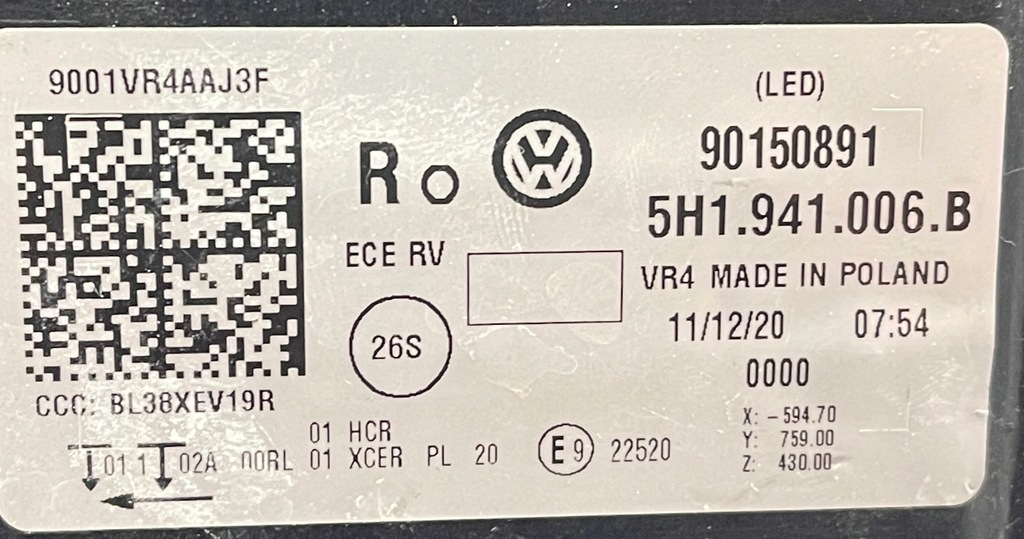 9001VR4AAJ3F
CCC: BL38XEV19R
R O
ECE RV
26S
(LED)
90150891
5H1.941.006.B
VR4 MADE IN POLAND
11/12/20 07:54
0000
X: -594.70
Y: 759.00
Z: 430.00
01 HCR
01 1 02A 00RL 01 XCER PL 20 E9 22520